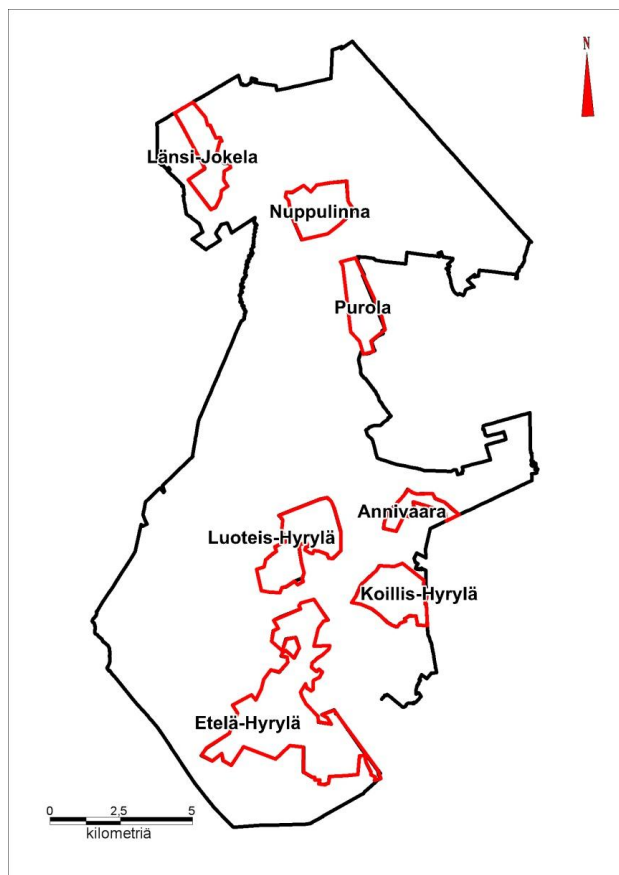 N
Länsi-Jokela
Nuppulinna
Purola
Annivaara
Luoteis-Hyrylä
Koillis-Hyrylä
Etelä-Hyrylä
0 2,5 5
kilometriä